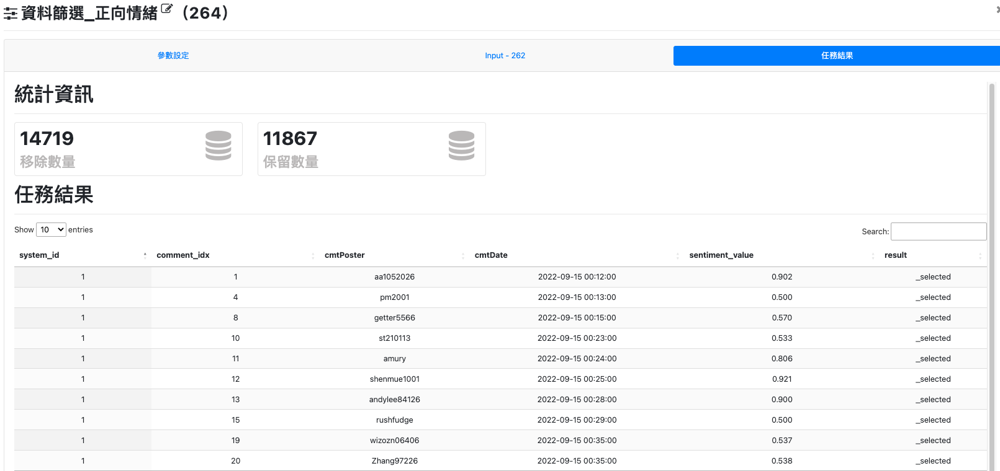 資料篩選_正向情緒 （264）
參數設定 Input - 262 任務結果
統計資訊
14719 11867
移除數量 保留數量
任務結果
Show 10 entries Search:
system_id comment_idx cmtPoster cmtDate sentiment_value result
1 1 aa1052026 2022-09-15 00:12:00 0.902 _selected
1 4 pm2001 2022-09-15 00:13:00 0.500 _selected
1 8 getter5566 2022-09-15 00:15:00 0.570 _selected
1 10 st210113 2022-09-15 00:23:00 0.533 _selected
1 11 amury 2022-09-15 00:24:00 0.806 _selected
1 12 shenmue1001 2022-09-15 00:25:00 0.921 _selected
1 13 andylee84126 2022-09-15 00:28:00 0.900 _selected
1 15 rushfudge 2022-09-15 00:29:00 0.500 _selected
1 19 wizozn06406 2022-09-15 00:35:00 0.537 _selected
1 20 Zhang97226 2022-09-15 00:35:00 0.538 _selected